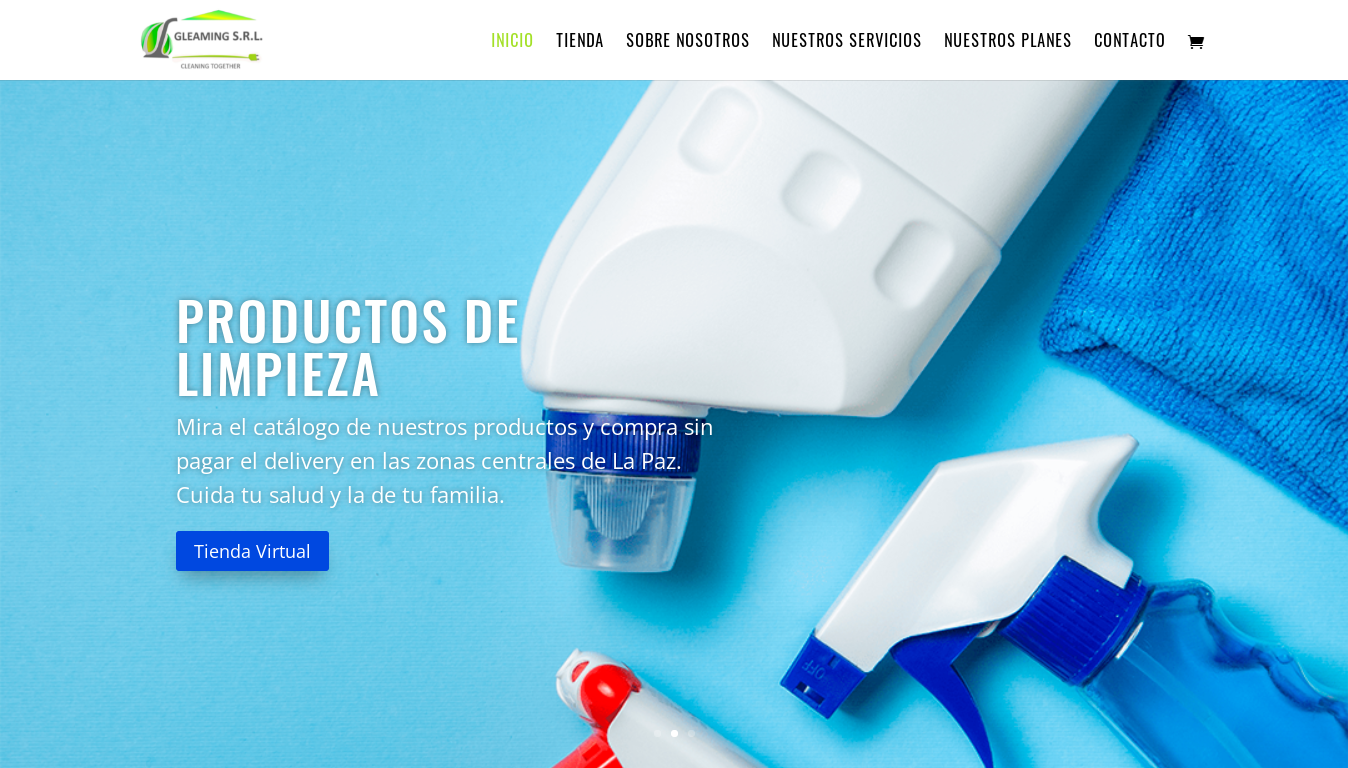 GLEAMING S.R.L.
CLEANING TOGETHER
INICIO TIENDA SOBRE NOSOTROS NUESTROS SERVICIOS NUESTROS PLANES CONTACTO
PRODUCTOS DE
LIMPIEZA
Mira el catálogo de nuestros productos y compra sin
pagar el delivery en las zonas centrales de La Paz.
Cuida tu salud y la de tu familia.
Tienda Virtual
OFF